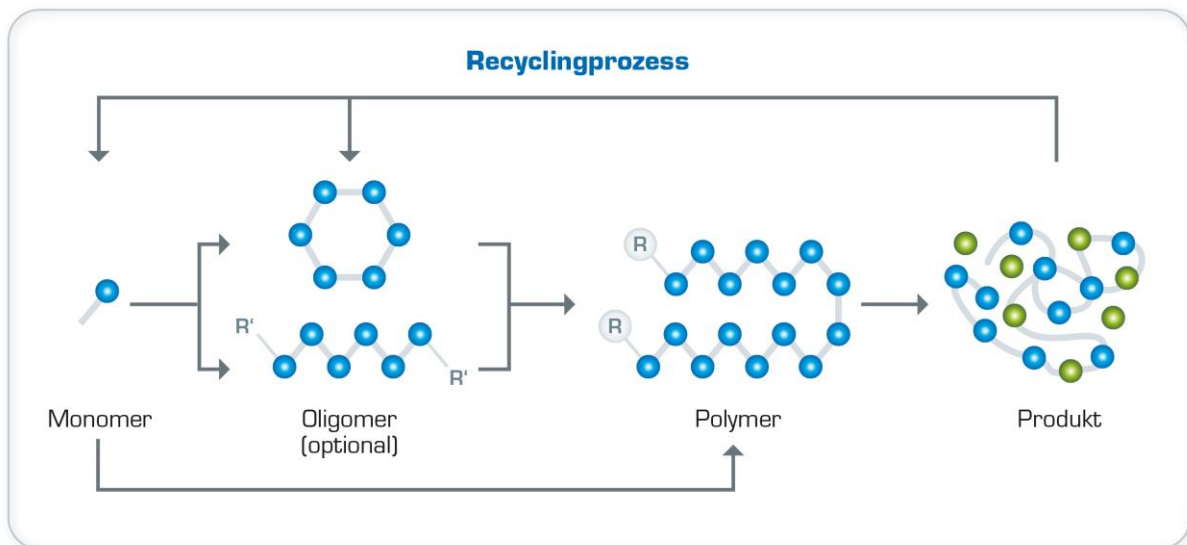 Recyclingprozess
R
R
R'
R'
Monomer
Oligomer
(optional)
Polymer
Produkt